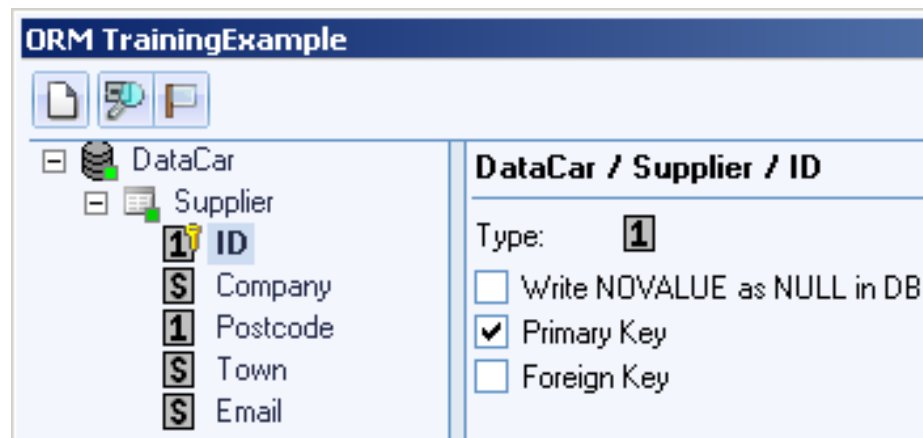 ORM TrainingExample
DataCar
Supplier
1 ID
S Company
1 Postcode
S Town
S Email
DataCar / Supplier / ID
Type: 1
Write NOVALUE as NULL in DB
Primary Key
Foreign Key